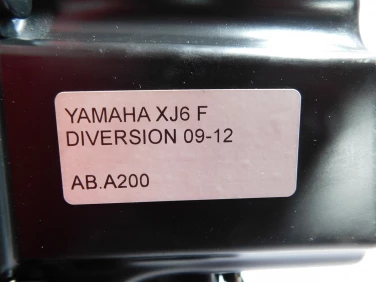 YAMAHA XJ6 F
DIVERSION 09-12
AB.A200